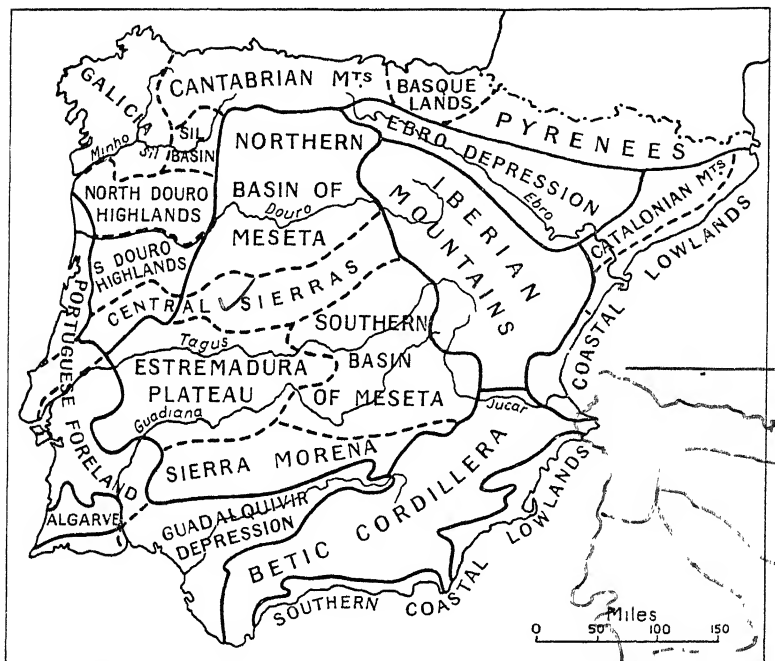 GALICIA
CANTABRIAN MTS.
BASQUE
LANDS
PYRENEES
Minho
Sil
SIL
BASIN
NORTHERN
BASIN OF
Douro
MESETA
EBRO DEPRESSION
Ebro
CATALONIAN MTS
NORTH DOURO
HIGHLANDS
IBERIAN
MOUNTAINS
S DOURO
HIGHLANDS
CENTRAL SIERRAS
COASTAL LOWLANDS
PORTUGUESE FORELAND
Tagus
SOUTHERN
BASIN
OF MESETA
ESTREMADURA
PLATEAU
Guadiana
Jucar
SIERRA MORENA
ALGARVE
GUADALQUIVIR
DEPRESSION
BETIC CORDILLERA
SOUTHERN COASTAL LOWLANDS
Miles
0 50 100 150